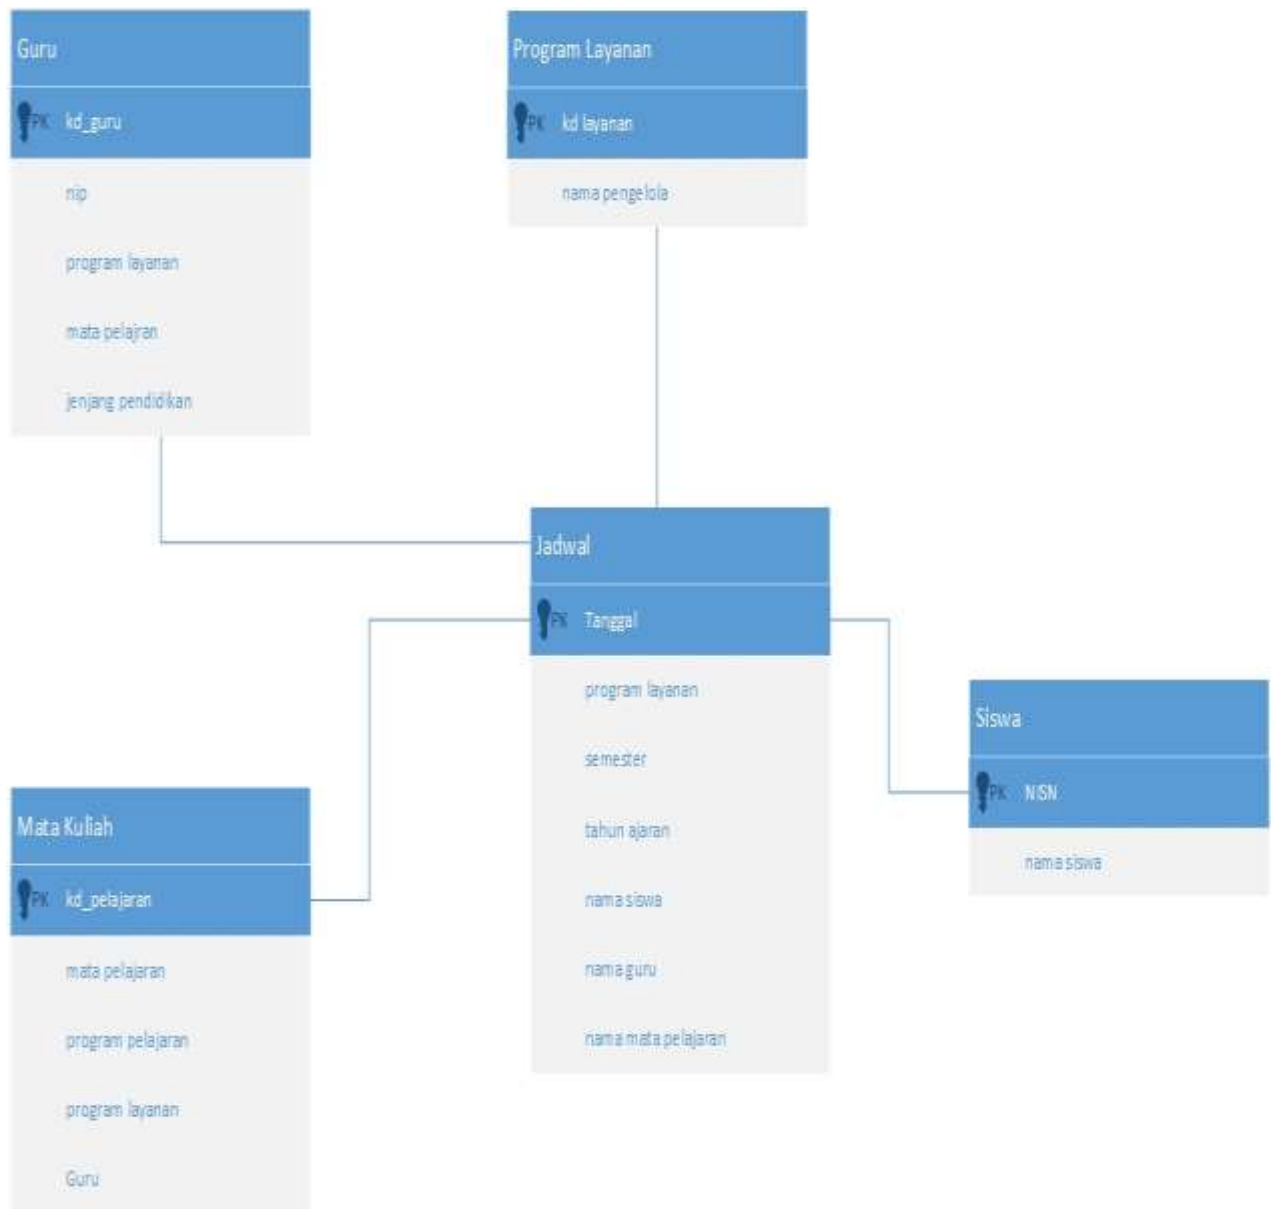 Guru
PK kd_guru
nip
program layanan
mata pelajran
jenjang pendidikan
Program Layanan
PK kd layanan
nama pengelola
Jadwal
PK Tanggal
program layanan
semester
tahun ajaran
nama siswa
nama guru
nama mata pelajaran
Siswa
PK NISN
nama siswa
Mata Kuliah
PK kd_pelajaran
mata pelajaran
program pelajaran
program layanan
Guru